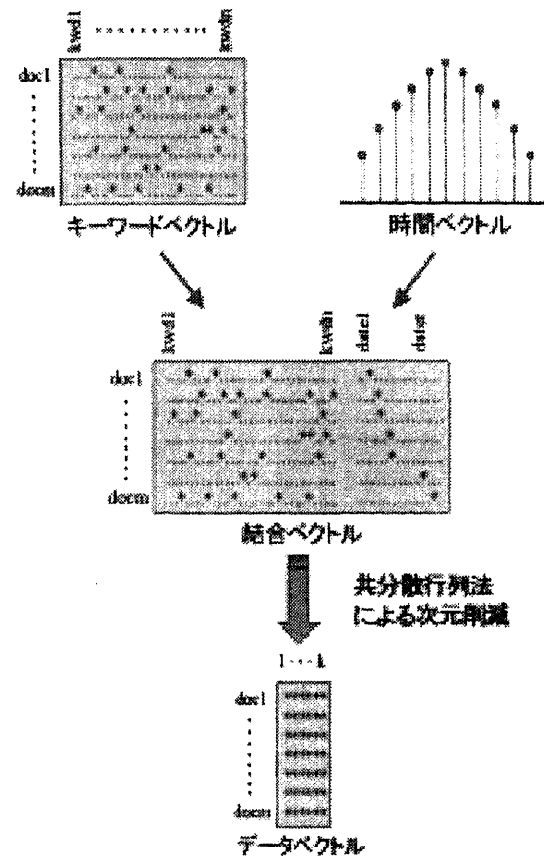 kwd1 kwdn
doc1
docm
キーワードベクトル
時間ベクトル
kwd1 kwdn date1
doc1
docm
結合ベクトル
共分散行列法
による次元削減
1 ··· k
doc1
docm
データベクトル